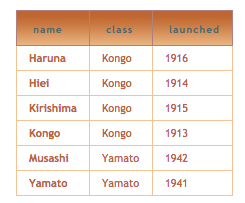 name class launched
Haruna Kongo 1916
Hiei Kongo 1914
Kirishima Kongo 1915
Kongo Kongo 1913
Musashi Yamato 1942
Yamato Yamato 1941